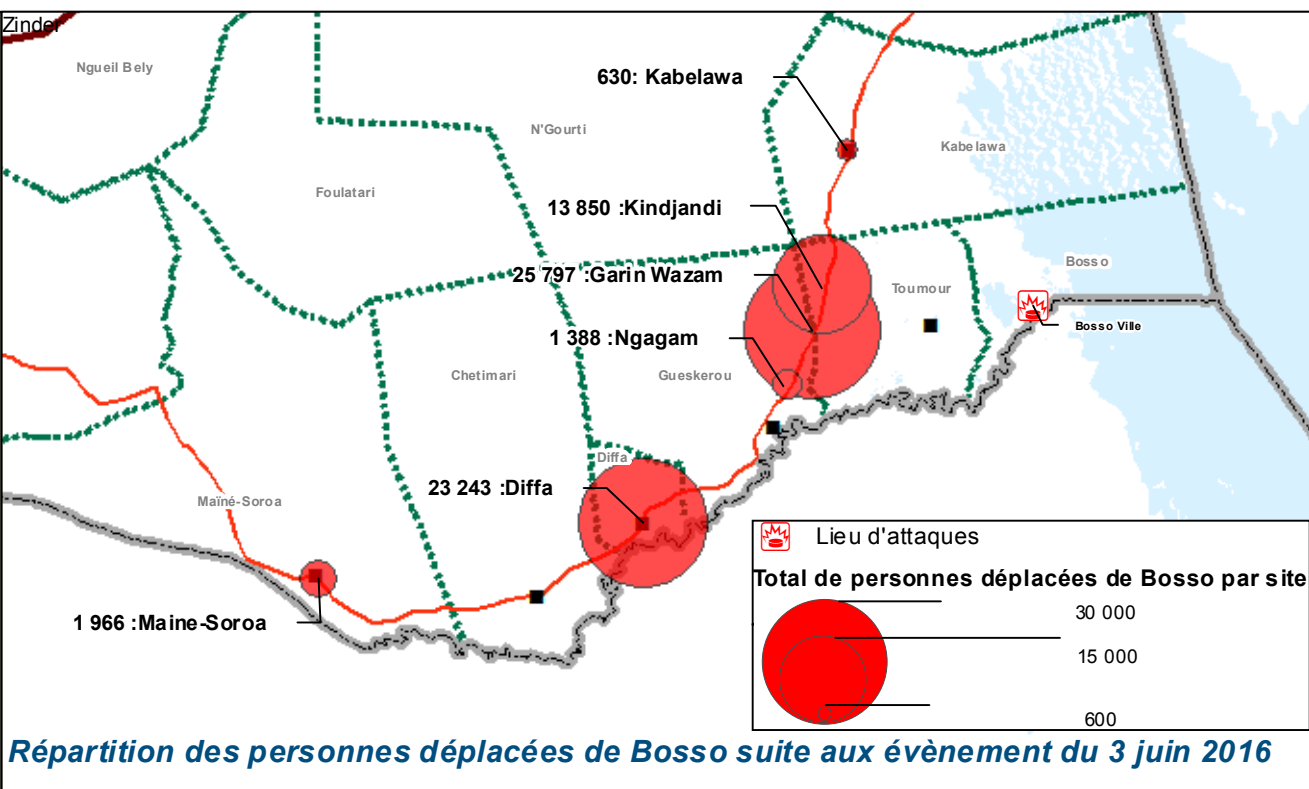 Zinder
Ngueil Bely
630: Kabelawa
N'Gourti
Kabelawa
Foulatari
13 850 :Kindjandi
25 797 :Garin Wazam
Bosso
Toumour
1 388 :Ngagam
Bosso Ville
Chetimari
Gueskerou
Diffa
23 243 :Diffa
Maïné-Soroa
1 966 :Maine-Soroa
Lieu d'attaques
Total de personnes déplacées de Bosso par site
30 000
15 000
600
Répartition des personnes déplacées de Bosso suite aux évènement du 3 juin 2016